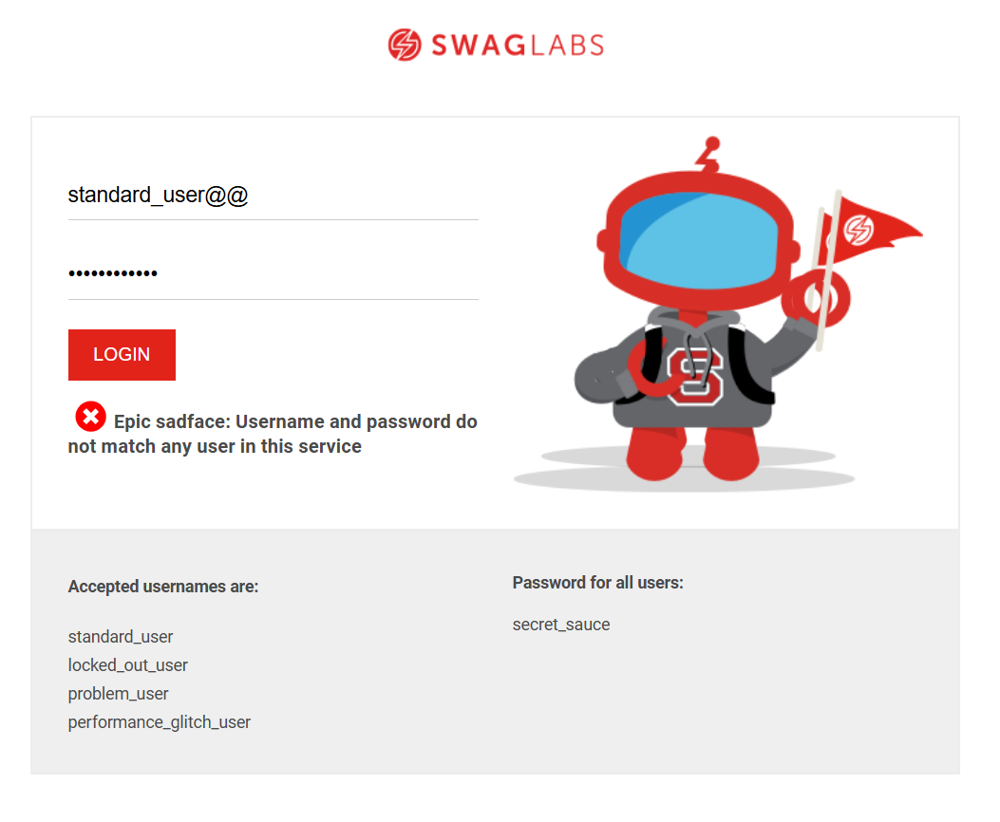 SWAGLABS
standard_user@@
••••••••••••
LOGIN
Epic sadface: Username and password do
not match any user in this service
S
Accepted usernames are:
standard_user
locked_out_user
problem_user
performance_glitch_user
Password for all users:
secret_sauce